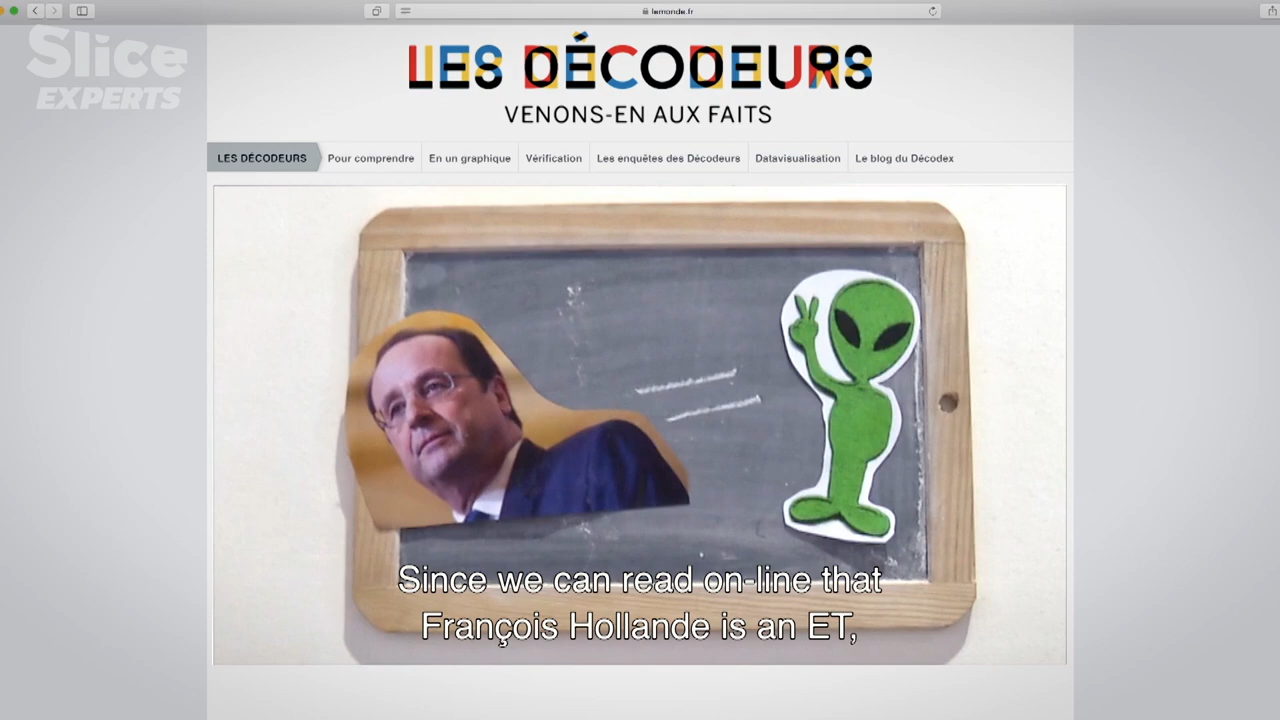 lemonde.fr
Slice
EXPERTS
LES DÉCODEURS
VENONS-EN AUX FAITS
LES DÉCODEURS
Pour comprendre
En un graphique
Vérification
Les enquêtes des Décodeurs
Datavisualisation
Le blog du Décodex
Since we can read on-line that
François Hollande is an ET,